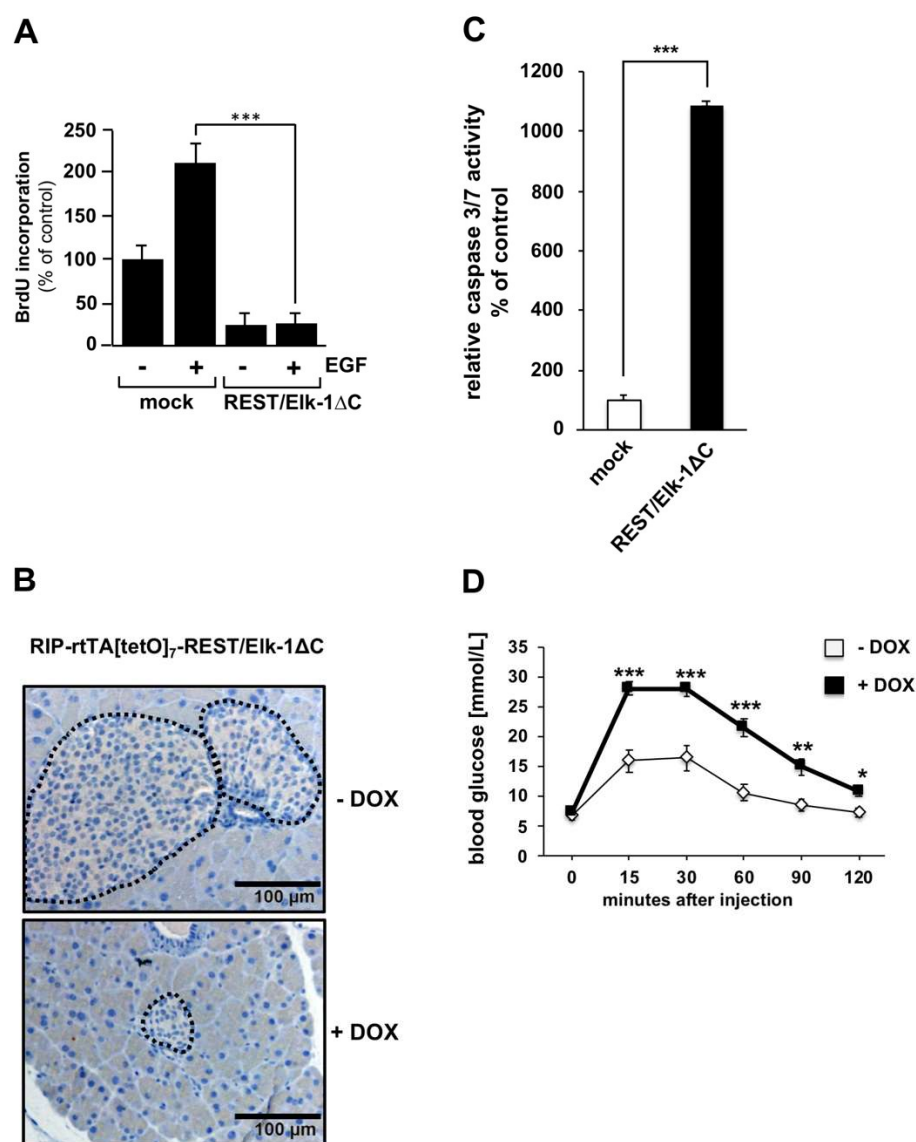 A
***
250
200
150
100
50
0
BrdU incorporation
(% of control)
- + - + EGF
mock REST/Elk-1ΔC
B
RIP-rtTA[tetO]₇-REST/Elk-1ΔC
- DOX
100 µm
+ DOX
100 µm
C
***
1200
1000
800
600
400
200
0
relative caspase 3/7 activity
% of control
mock
REST/Elk-1ΔC
D
- DOX
+ DOX
35
30
25
20
15
10
5
0
blood glucose [mmol/L]
*** *** *** ** *
0 15 30 60 90 120
minutes after injection